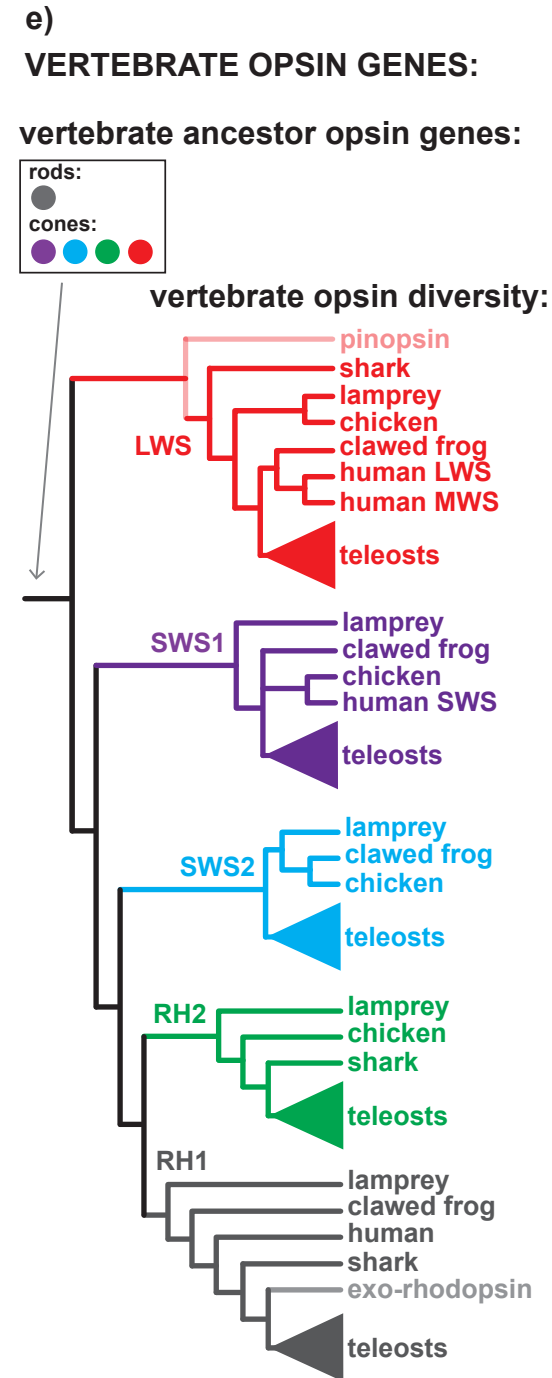 e)
VERTEBRATE OPSIN GENES:
vertebrate ancestor opsin genes:
rods:
cones:
vertebrate opsin diversity:
pinopsin
shark
lamprey
chicken
LWS
clawed frog
human LWS
human MWS
teleosts
lamprey
SWS1
clawed frog
chicken
human SWS
teleosts
lamprey
SWS2
clawed frog
chicken
teleosts
lamprey
RH2
chicken
shark
teleosts
RH1
lamprey
clawed frog
human
shark
exo-rhodopsin
teleosts